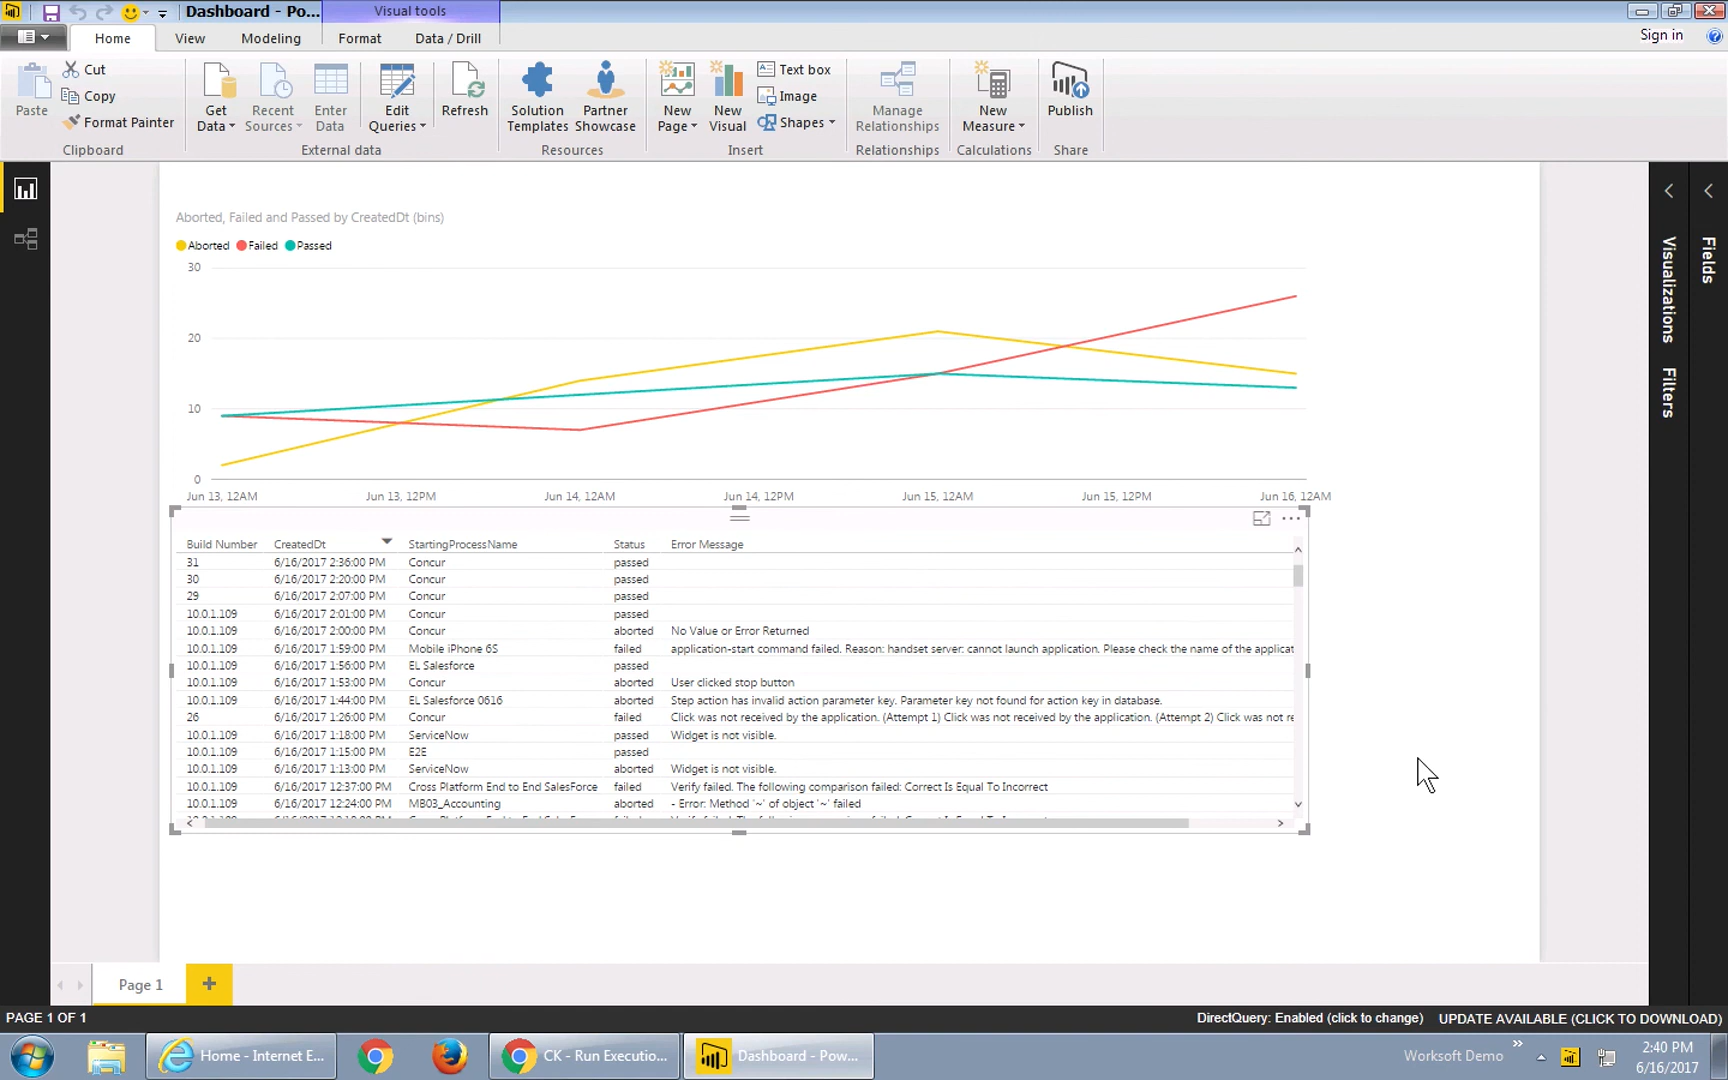 Dashboard - Po...
Visual tools
Home
View
Modeling
Format
Data / Drill
Sign in
Paste
Cut
Copy
Format Painter
Clipboard
Get Data
Recent Sources
Enter Data
Edit Queries
Refresh
External data
Solution Templates
Partner Showcase
Resources
New Page
New Visual
Text box
Image
Shapes
Insert
Manage Relationships
Relationships
New Measure
Calculations
Publish
Share
Visualizations
Filters
Fields
Aborted, Failed and Passed by CreatedDt (bins)
Aborted Failed Passed
30
20
10
0
Jun 13, 12AM Jun 13, 12PM Jun 14, 12AM Jun 14, 12PM Jun 15, 12AM Jun 15, 12PM Jun 16, 12AM
Build Number CreatedDt StartingProcessName Status Error Message
31 6/16/2017 2:36:00 PM Concur passed
30 6/16/2017 2:20:00 PM Concur passed
29 6/16/2017 2:07:00 PM Concur passed
10.0.1.109 6/16/2017 2:01:00 PM Concur passed
10.0.1.109 6/16/2017 2:00:00 PM Concur aborted No Value or Error Returned
10.0.1.109 6/16/2017 1:59:00 PM Mobile iPhone 6S failed application-start command failed. Reason: handset server: cannot launch application. Please check the name of the applicat
10.0.1.109 6/16/2017 1:56:00 PM EL Salesforce passed
10.0.1.109 6/16/2017 1:53:00 PM Concur aborted User clicked stop button
10.0.1.109 6/16/2017 1:44:00 PM EL Salesforce 0616 aborted Step action has invalid action parameter key. Parameter key not found for action key in database.
26 6/16/2017 1:26:00 PM Concur failed Click was not received by the application. (Attempt 1) Click was not received by the application. (Attempt 2) Click was not re
10.0.1.109 6/16/2017 1:18:00 PM ServiceNow passed Widget is not visible.
10.0.1.109 6/16/2017 1:15:00 PM E2E passed
10.0.1.109 6/16/2017 1:13:00 PM ServiceNow aborted Widget is not visible.
10.0.1.109 6/16/2017 12:37:00 PM Cross Platform End to End SalesForce failed Verify failed. The following comparison failed: Correct Is Equal To Incorrect
10.0.1.109 6/16/2017 12:24:00 PM MB03_Accounting aborted - Error: Method '~' of object '~' failed
Page 1
PAGE 1 OF 1
DirectQuery: Enabled (click to change) UPDATE AVAILABLE (CLICK TO DOWNLOAD)
Home - Internet E...
CK - Run Executio...
Dashboard - Pow...
Worksoft Demo
2:40 PM
6/16/2017